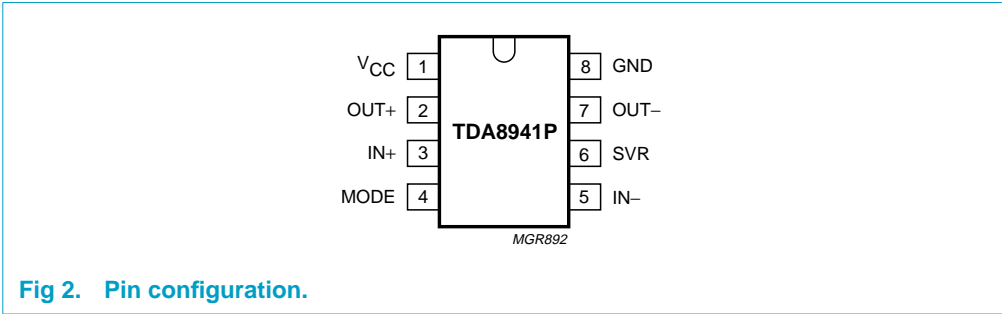 VCC 1 8 GND
OUT+ 2 7 OUT−
TDA8941P
IN+ 3 6 SVR
MODE 4 5 IN−
MGR892
Fig 2. Pin configuration.